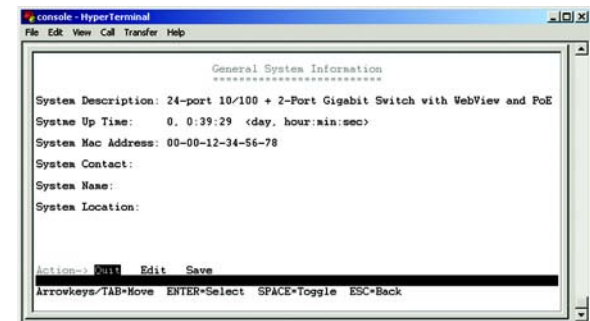 console - HyperTerminal
File Edit View Call Transfer Help
General System Information
===========================
System Description: 24-port 10/100 + 2-Port Gigabit Switch with WebView and PoE
Systme Up Time: 0, 0:39:29 <day, hour:min:sec>
System Mac Address: 00-00-12-34-56-78
System Contact:
System Name:
System Location:
Action-> Quit Edit Save
Arrowkeys/TAB=Move ENTER=Select SPACE=Toggle ESC=Back